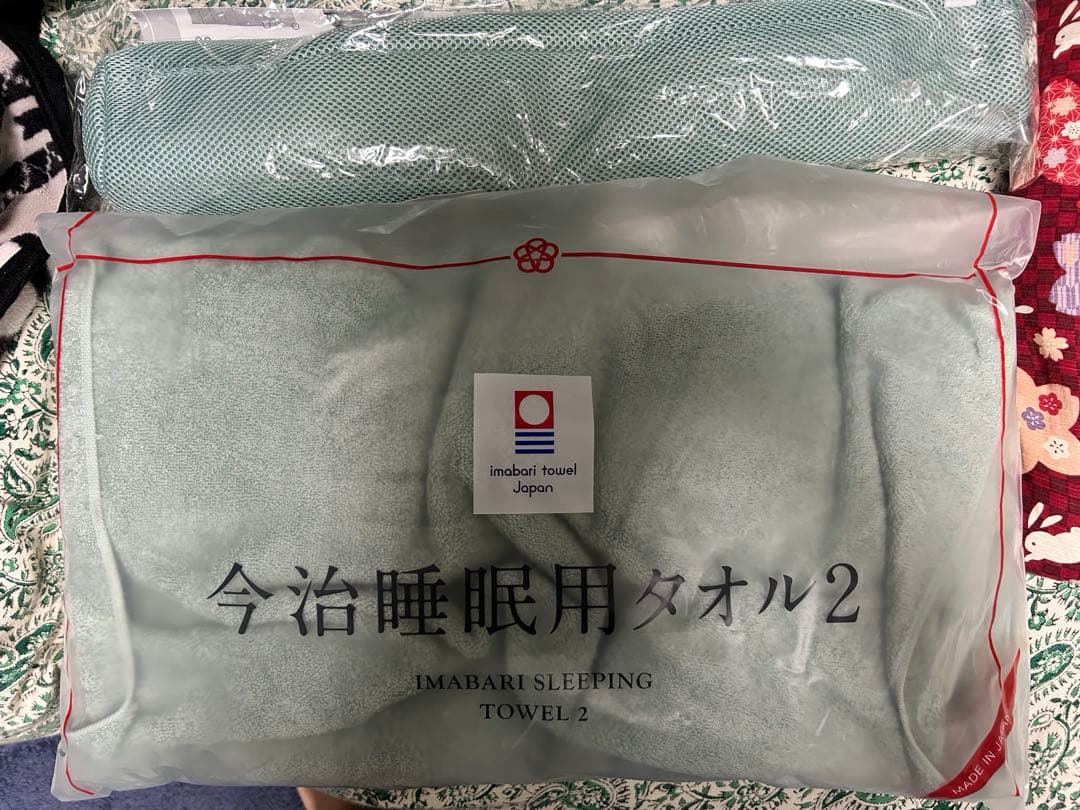 imabari towel
Japan
今治睡眠用タオル2
IMABARI SLEEPING
TOWEL 2
MADE IN JAPAN